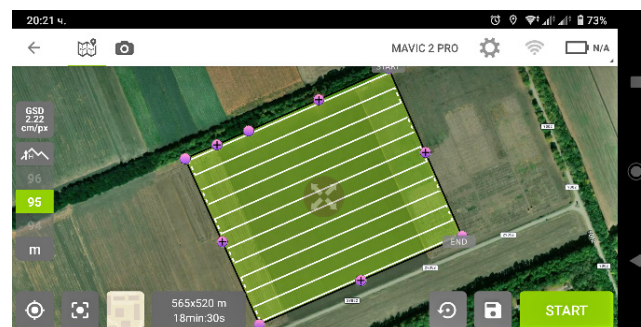 20:21 ч.
73%
MAVIC 2 PRO
N/A
START
GSD
2.22
cm/px
96
95
94
m
END
565x520 m
18min:30s
START